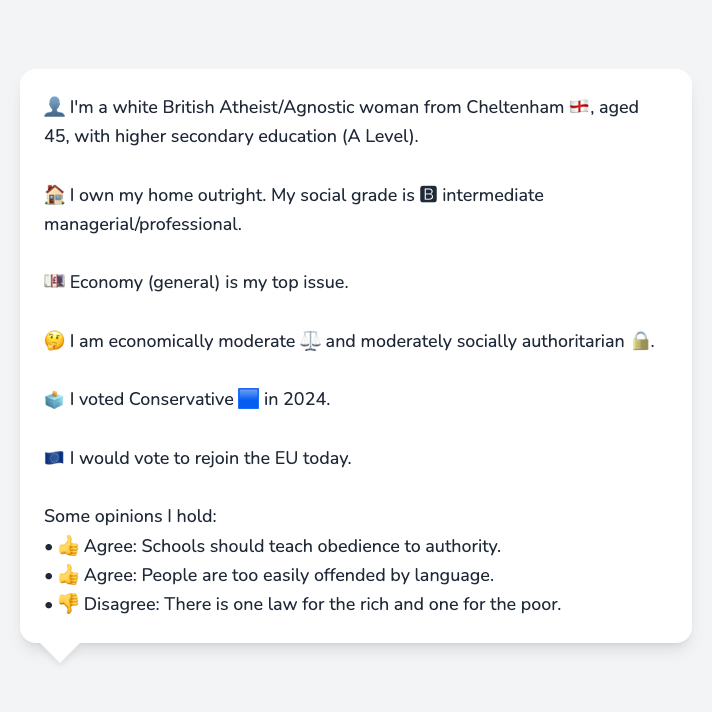 👤 I'm a white British Atheist/Agnostic woman from Cheltenham 🏴󠁧󠁢󠁥󠁮󠁧󠁿, aged
45, with higher secondary education (A Level).
🏠 I own my home outright. My social grade is 🅱 intermediate
managerial/professional.
💷 Economy (general) is my top issue.
🤔 I am economically moderate ⚖️ and moderately socially authoritarian 🔒.
🗳️ I voted Conservative 🟦 in 2024.
🇪🇺 I would vote to rejoin the EU today.
Some opinions I hold:
• 👍 Agree: Schools should teach obedience to authority.
• 👍 Agree: People are too easily offended by language.
• 👎 Disagree: There is one law for the rich and one for the poor.